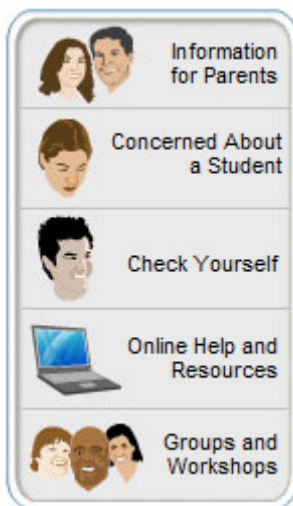 Information
for Parents
Concerned About
a Student
Check Yourself
Online Help and
Resources
Groups and
Workshops